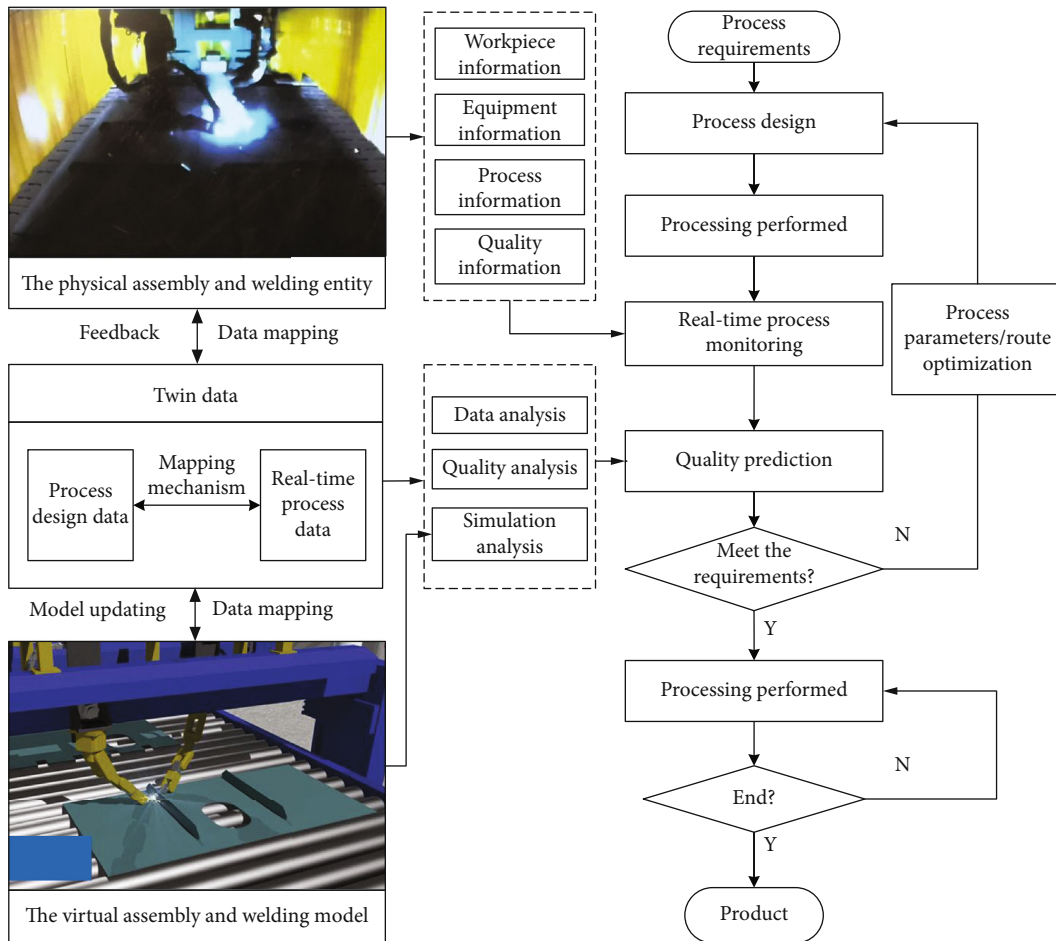 Workpiece
information
Equipment
information
Process
information
Quality
information
The physical assembly and welding entity
Feedback
Data mapping
Twin data
Process
design data
Mapping
mechanism
Real-time
process
data
Model updating
Data mapping
The virtual assembly and welding model
Data analysis
Quality analysis
Simulation
analysis
Process
requirements
Process design
Processing performed
Real-time process
monitoring
Quality prediction
Meet the
requirements?
N
Process
parameters/route
optimization
Y
Processing performed
N
End?
Y
Product